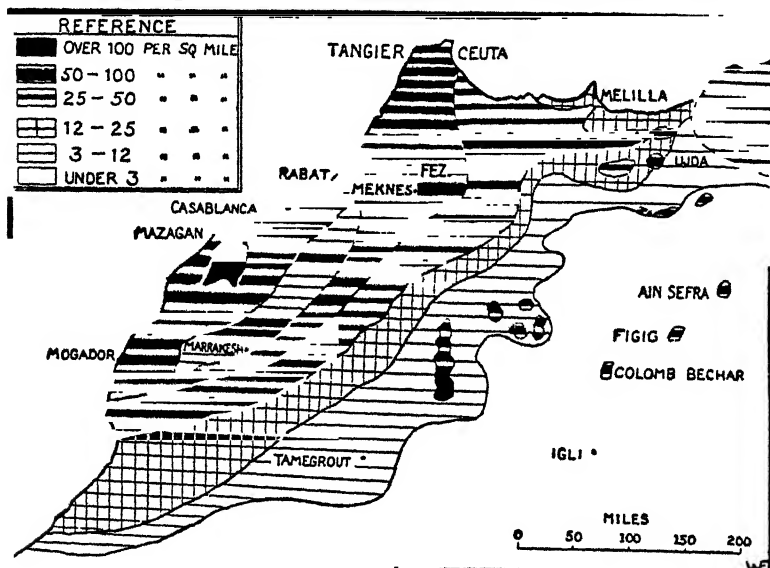 REFERENCE
OVER 100 PER SQ MILE
50 – 100 " " "
25 – 50 " " "
12 – 25 " " "
3 – 12 " " "
UNDER 3 " " "
TANGIER CEUTA
MELILLA
UJDA
FEZ
RABAT
MEKNES
CASABLANCA
MAZAGAN
AIN SEFRA
FIGIG
MOGADOR
MARRAKESH
COLOMB BECHAR
IGLI
TAMEGROUT
MILES
0 50 100 150 200